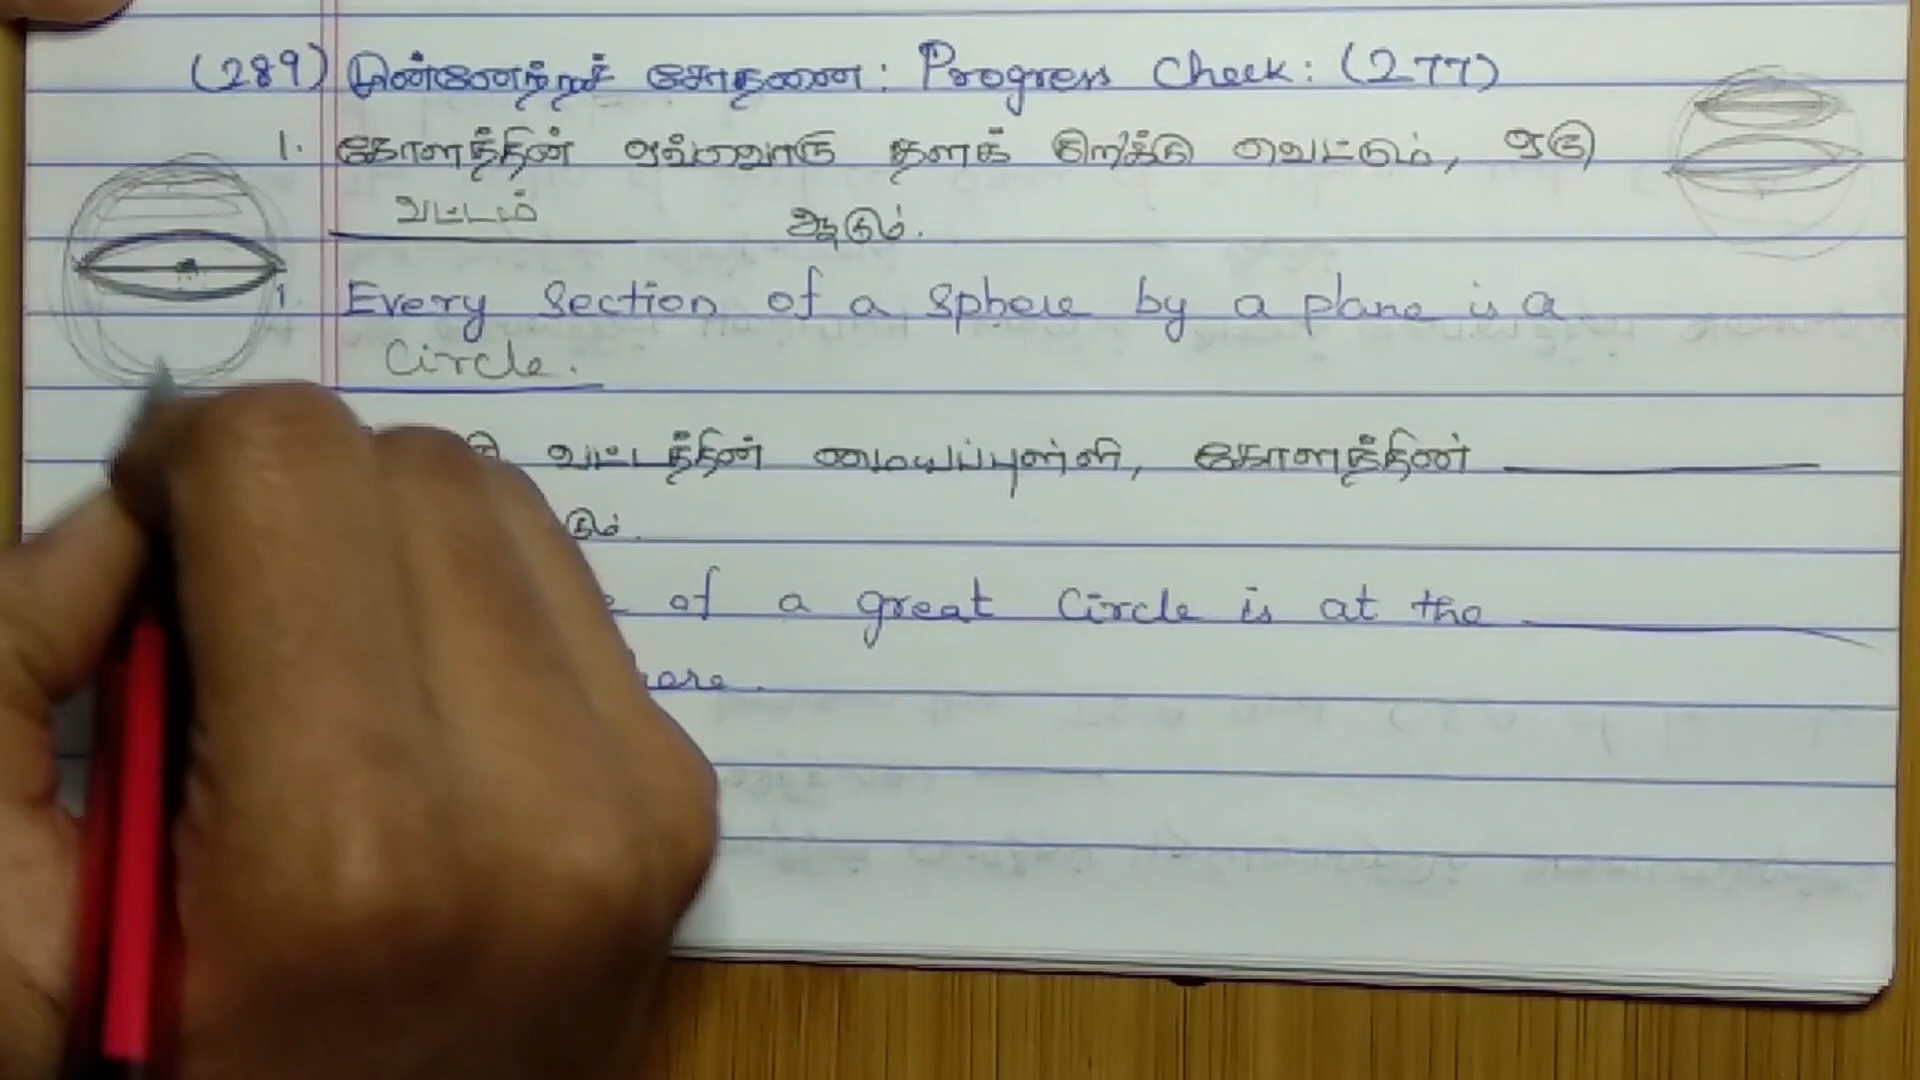 (289) முன்னேற்றச் சோதனை: Progress Check: (277)
1. கோளத்தின் ஒவ்வொரு தளக் குறுக்கு வெட்டும், ஒரு
வட்டம் ஆகும்.
1. Every Section of a Sphere by a plane is a
Circle.
வட்டத்தின் மையப்புள்ளி, கோளத்தின்
of a great Circle is at the